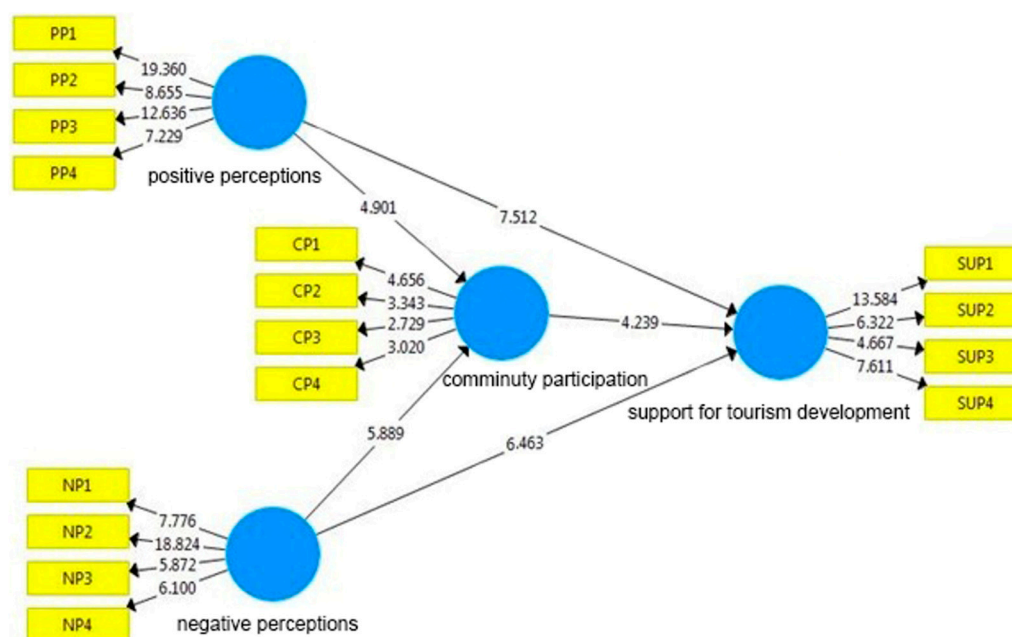 PP1
19.360
PP2
8.655
PP3
12.636
7.229
PP4
positive perceptions
4.901
7.512
CP1
4.656
CP2
3.343
CP3
2.729
3.020
CP4
comminuty participation
4.239
SUP1
13.584
SUP2
6.322
4.667
SUP3
7.611
SUP4
support for tourism development
5.889
6.463
NP1
7.776
NP2
18.824
5.872
NP3
6.100
NP4
negative perceptions